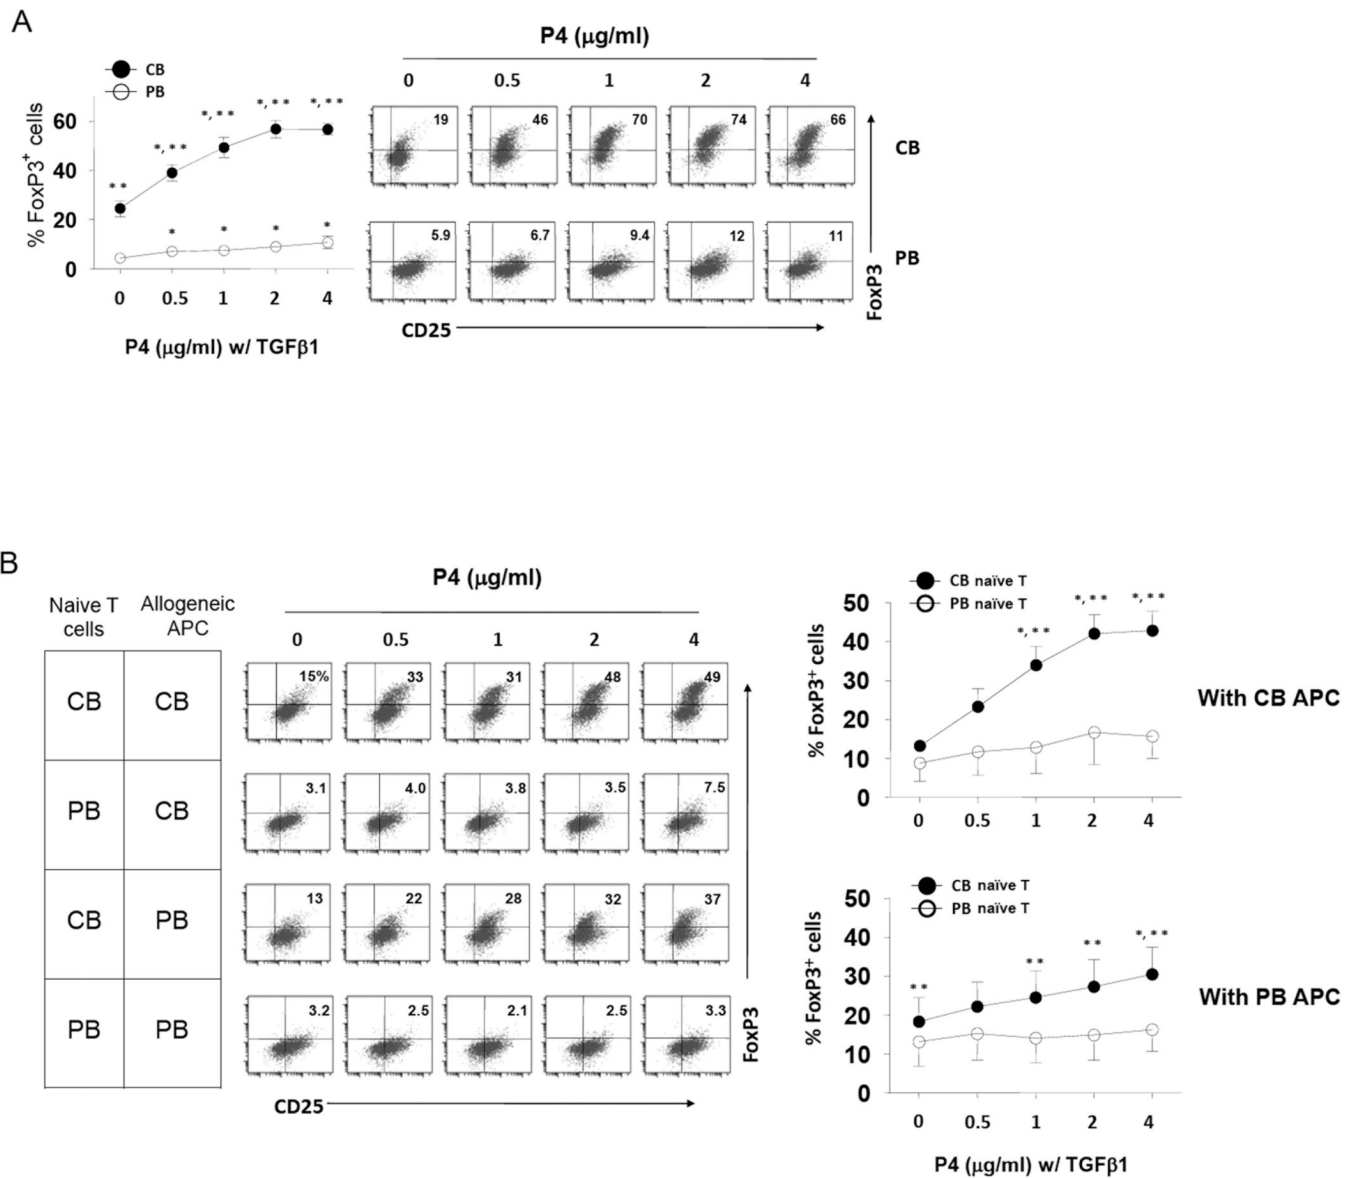 A
CB
PB
% FoxP3+ cells
60
40
20
0
**
*,**
*,**
*,**
*,**
*
*
*
*
0 0.5 1 2 4
P4 (µg/ml) w/ TGFβ1
P4 (µg/ml)
0 0.5 1 2 4
19 46 70 74 66
CB
5.9 6.7 9.4 12 11
PB
FoxP3
CD25
B
Naive T cells
Allogeneic APC
P4 (µg/ml)
0 0.5 1 2 4
CB CB
15% 33 31 48 49
PB CB
3.1 4.0 3.8 3.5 7.5
CB PB
13 22 28 32 37
PB PB
3.2 2.5 2.1 2.5 3.3
FoxP3
CD25
CB naïve T
PB naïve T
% FoxP3+ cells
50
40
30
20
10
0
*,**
*,**
*,**
0 0.5 1 2 4
With CB APC
CB naïve T
PB naïve T
% FoxP3+ cells
50
40
30
20
10
0
**
**
**
*,**
0 0.5 1 2 4
With PB APC
P4 (µg/ml) w/ TGFβ1